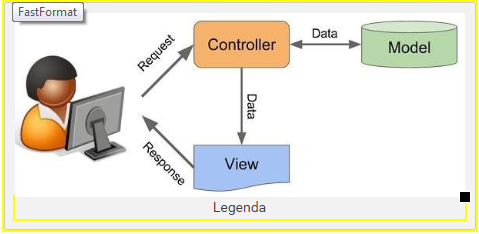 FastFormat
Request
Controller
Data
Model
Data
Response
View
Legenda